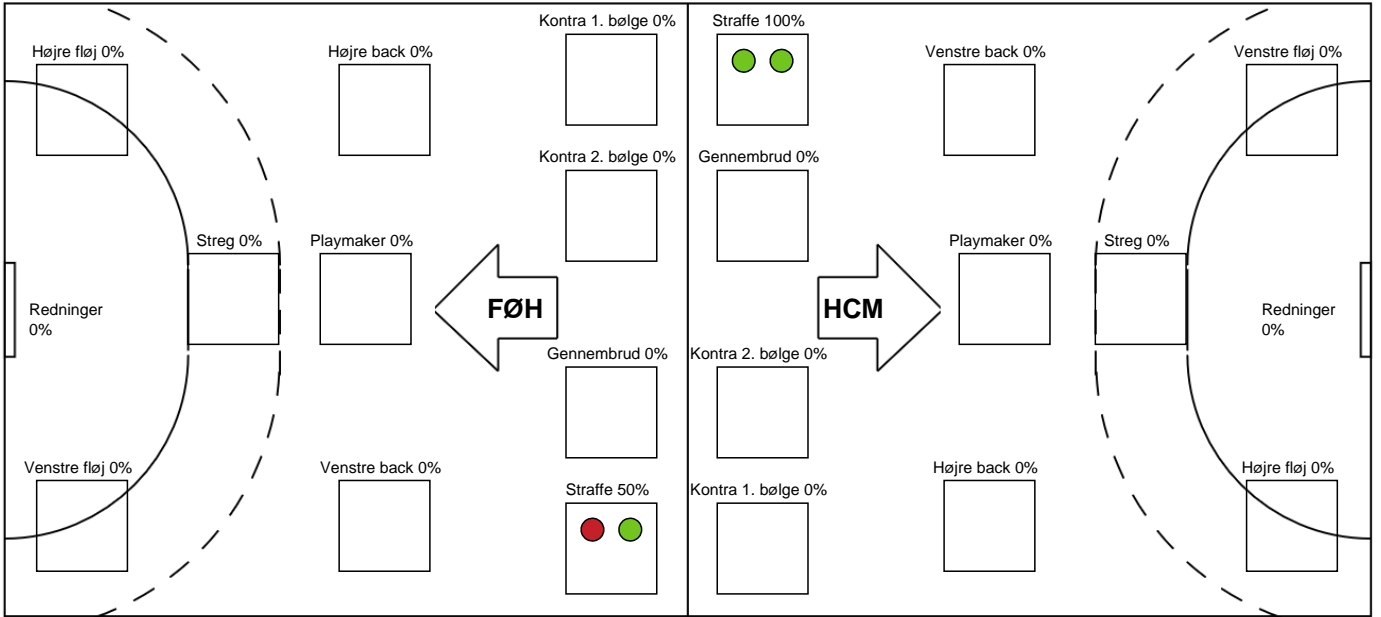 Kontra 1. bølge 0%
Straffe 100%
Højre fløj 0%
Højre back 0%
Venstre back 0%
Venstre fløj 0%
Kontra 2. bølge 0%
Gennembrud 0%
Streg 0%
Playmaker 0%
Playmaker 0%
Streg 0%
Redninger
0%
FØH
HCM
Redninger
0%
Gennembrud 0%
Kontra 2. bølge 0%
Venstre fløj 0%
Venstre back 0%
Højre back 0%
Højre fløj 0%
Straffe 50%
Kontra 1. bølge 0%